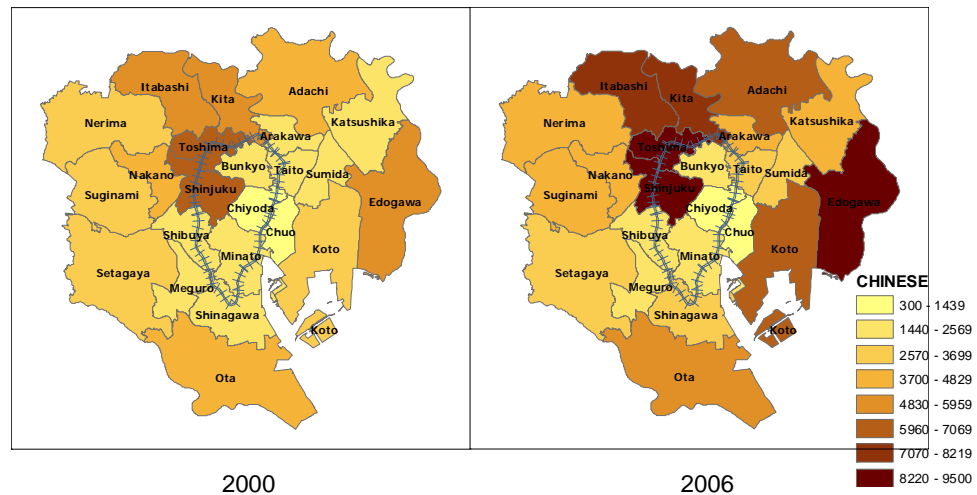 Itabashi
Kita
Adachi
Nerima
Katsushika
Arakawa
Toshima
Bunkyo
Taito
Nakano
Sumida
Suginami
Shinjuku
Edogawa
Chiyoda
Shibuya
Chuo
Koto
Minato
Setagaya
Meguro
Shinagawa
Koto
Ota
2000
Itabashi
Kita
Adachi
Nerima
Katsushika
Arakawa
Toshima
Bunkyo
Taito
Nakano
Sumida
Suginami
Shinjuku
Edogawa
Chiyoda
Shibuya
Chuo
Koto
Minato
Setagaya
Meguro
Shinagawa
Koto
Ota
CHINESE
300 - 1439
1440 - 2569
2570 - 3699
3700 - 4829
4830 - 5959
5960 - 7069
7070 - 8219
8220 - 9500
2006